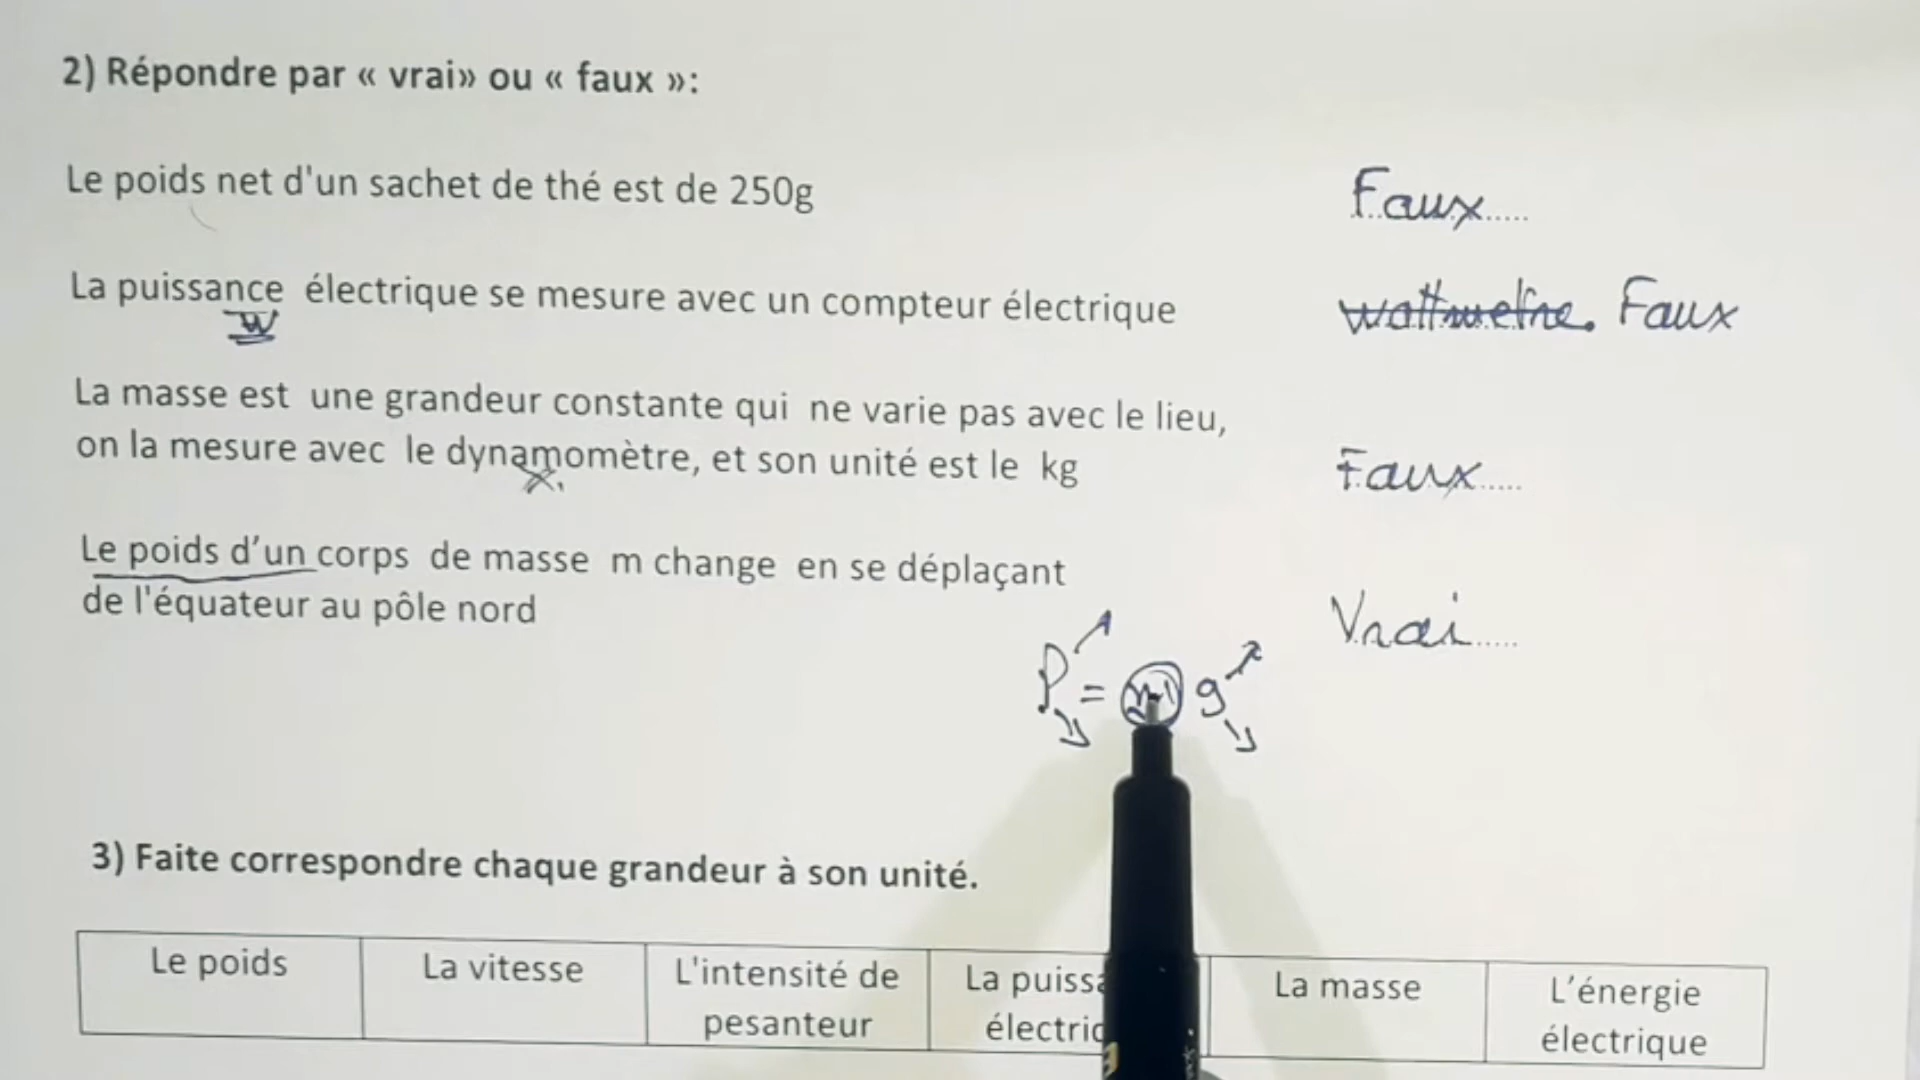 2) Répondre par « vrai» ou « faux »:
Le poids net d'un sachet de thé est de 250g
Faux.....
La puissance électrique se mesure avec un compteur électrique
W
wattmetre. Faux
La masse est une grandeur constante qui ne varie pas avec le lieu,
on la mesure avec le dynamomètre, et son unité est le kg
Faux.....
Le poids d’un corps de masse m change en se déplaçant
de l'équateur au pôle nord
Vrai.....
P = m g
3) Faite correspondre chaque grandeur à son unité.
Le poids
La vitesse
L'intensité de
pesanteur
La
La masse
L’énergie
électrique